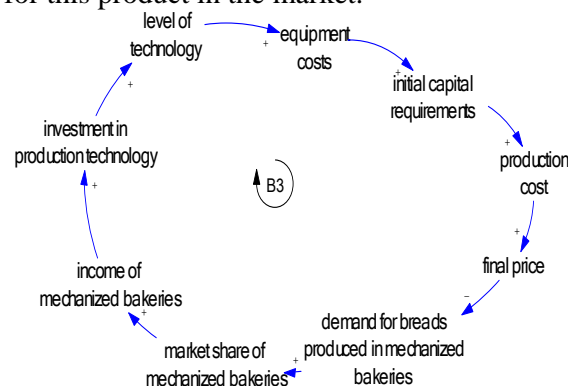 for this product in the market.
level of
technology
+
equipment
costs
+
initial capital
requirements
+
production
cost
+
final price
−
demand for breads
produced in mechanized
bakeries
+
market share of
mechanized bakeries
+
income of
mechanized bakeries
+
investment in
production technology
+
B3